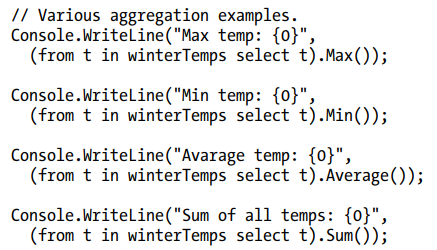 // Various aggregation examples.
Console.WriteLine("Max temp: {0}",
(from t in winterTemps select t).Max());
Console.WriteLine("Min temp: {0}",
(from t in winterTemps select t).Min());
Console.WriteLine("Avarage temp: {0}",
(from t in winterTemps select t).Average());
Console.WriteLine("Sum of all temps: {0}",
(from t in winterTemps select t).Sum());